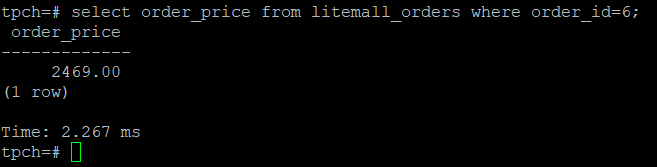 tpch=# select order_price from litemall_orders where order_id=6;
 order_price
-------------
     2469.00
(1 row)

Time: 2.267 ms
tpch=#